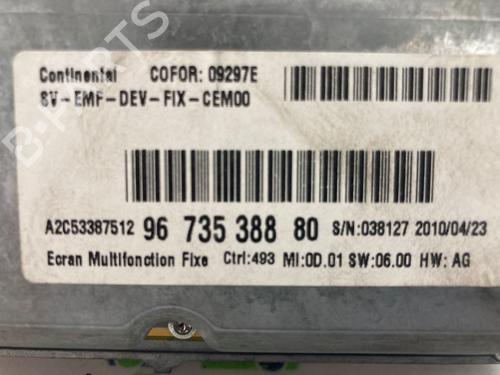 Continental COFOR: 09297E
8V-EMF-DEV-FIX-CEM00
A2C53387512 96 735 388 80 S/N:038127 2010/04/23
Ecran Multifonction Fixe Ctrl:493 MI:0D.01 SW:06.00 HW: AG
B-PARTS